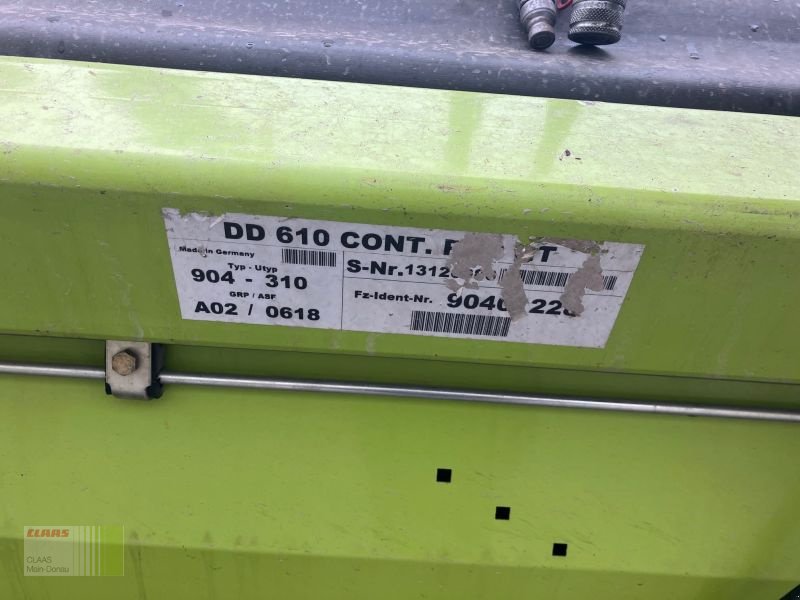 DD 610 CONT.
Made in Germany
Typ - Utyp
904 - 310
GRP / ASF
A02 / 0618
S-Nr.
Fz-Ident-Nr.
CLAAS
CLAAS
Main-Donau